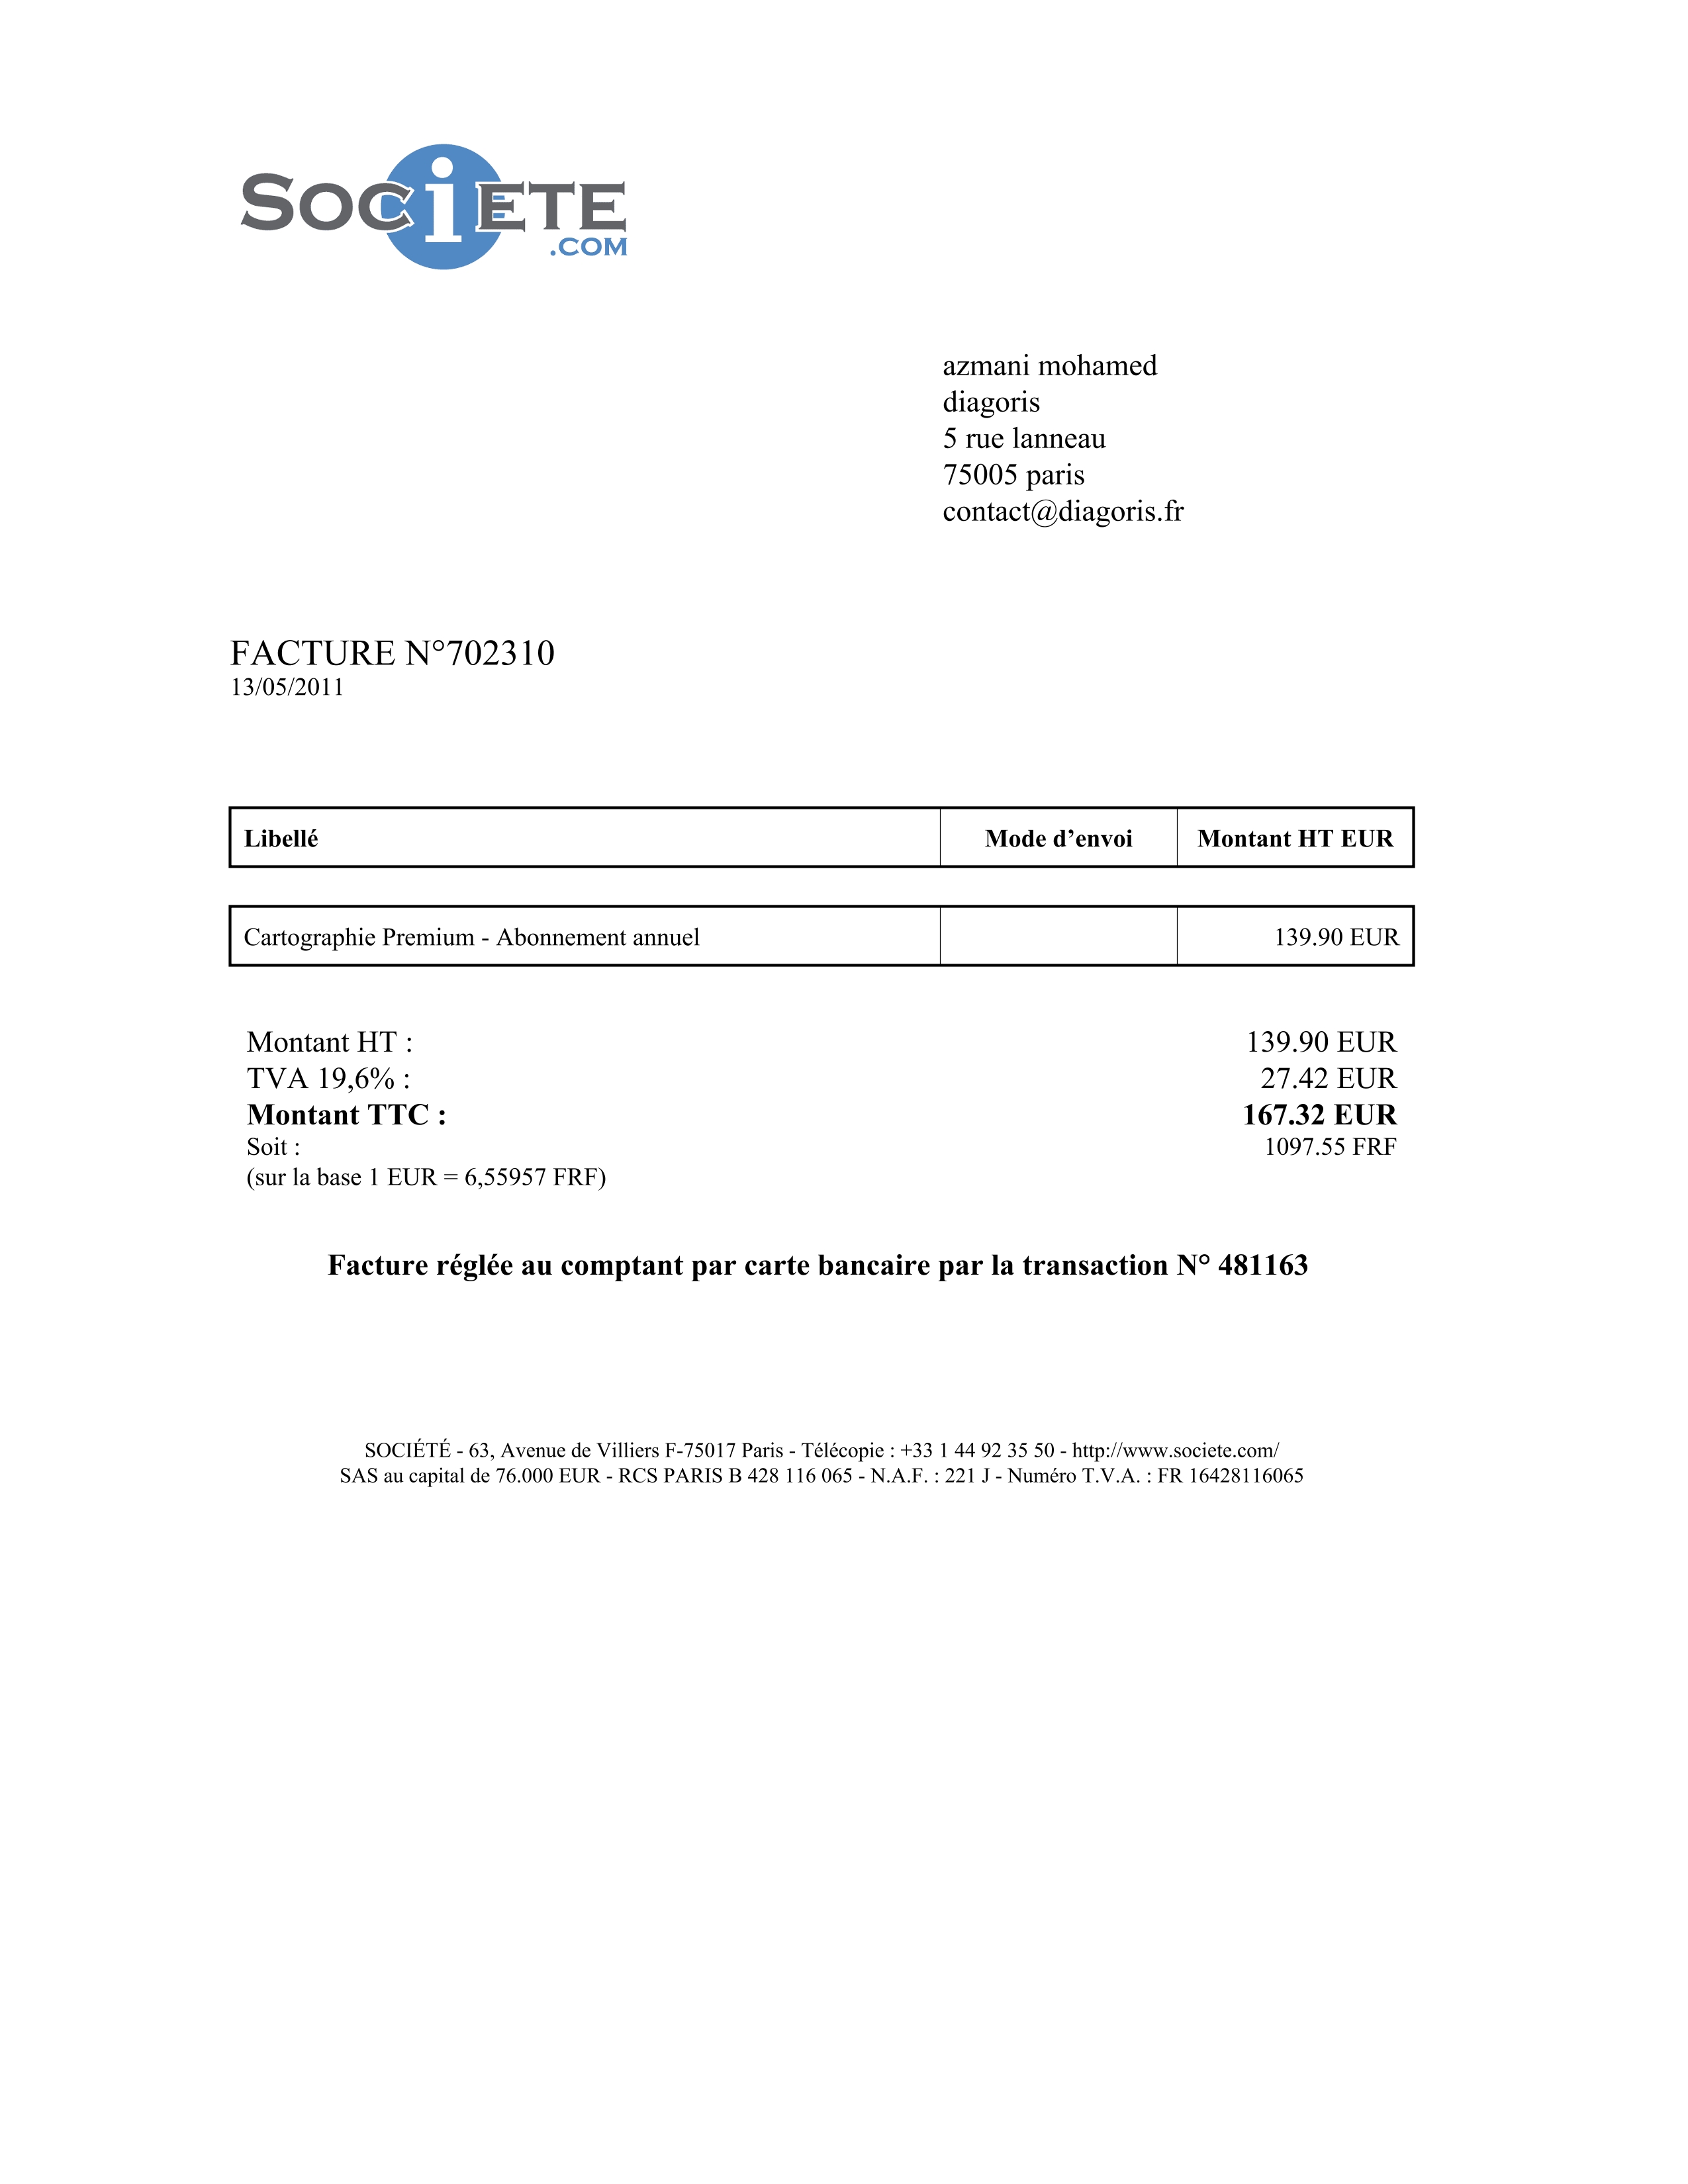 SOCiETE
.COM
azmani mohamed
diagoris
5 rue lanneau
75005 paris
contact@diagoris.fr
FACTURE N°702310
13/05/2011
Libellé Mode d’envoi Montant HT EUR
Cartographie Premium - Abonnement annuel 139.90 EUR
Montant HT : 139.90 EUR
TVA 19,6% : 27.42 EUR
Montant TTC : 167.32 EUR
Soit : 1097.55 FRF
(sur la base 1 EUR = 6,55957 FRF)
Facture réglée au comptant par carte bancaire par la transaction N° 481163
SOCIÉTÉ - 63, Avenue de Villiers F-75017 Paris - Télécopie : +33 1 44 92 35 50 - http://www.societe.com/
SAS au capital de 76.000 EUR - RCS PARIS B 428 116 065 - N.A.F. : 221 J - Numéro T.V.A. : FR 16428116065